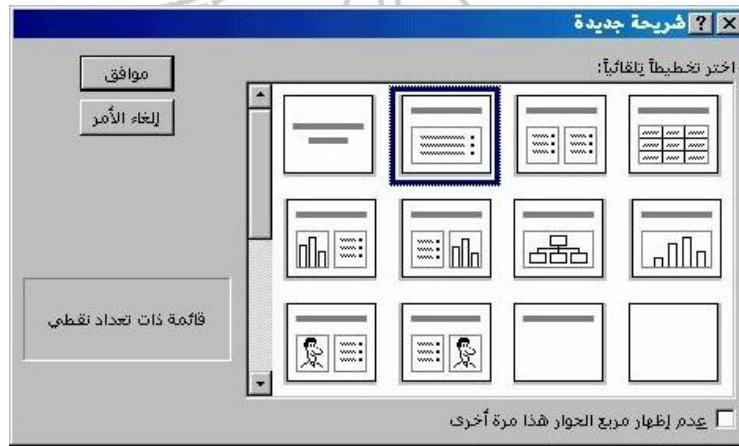 شريحة جديدة
اختر تخطيطاً تلقائياً:
موافق
إلغاء الأمر
قائمة ذات تعداد نقطي
عدم إظهار مربع الحوار هذا مرة أخرى